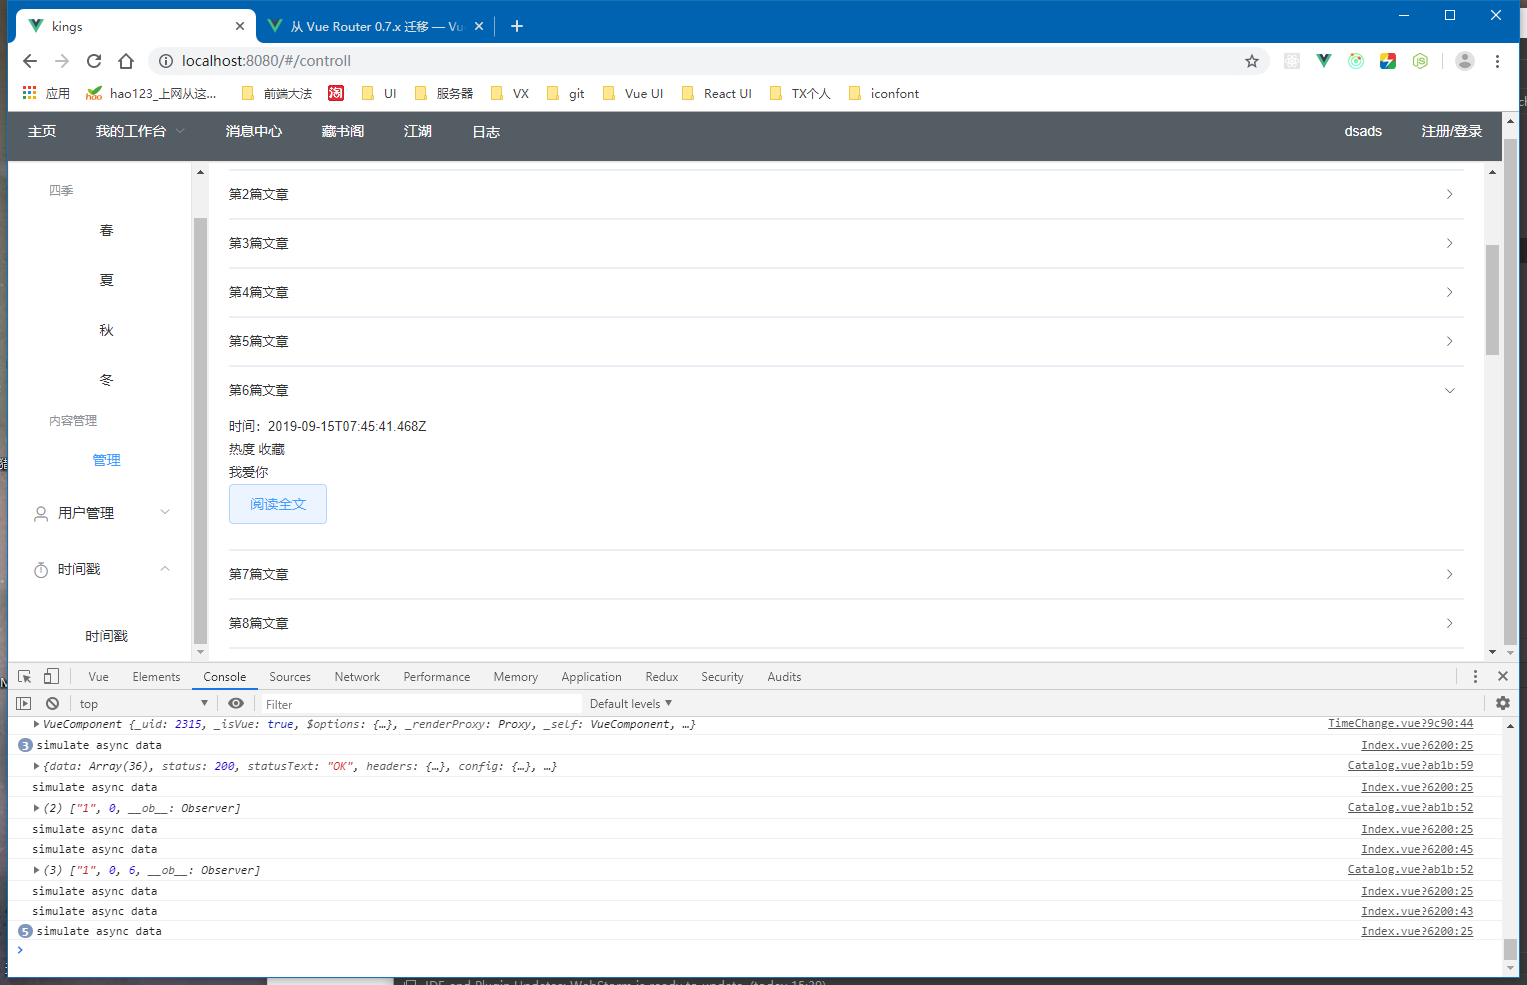 kings
从 Vue Router 0.7.x 迁移 — Vu
localhost:8080/#/controll
应用
hao123_上网从这...
前端大法
淘
UI
服务器
VX
git
Vue UI
React UI
TX个人
iconfont
主页
我的工作台
消息中心
藏书阁
江湖
日志
dsads
注册/登录
四季
春
夏
秋
冬
内容管理
管理
用户管理
时间戳
时间戳
第2篇文章
第3篇文章
第4篇文章
第5篇文章
第6篇文章
时间：2019-09-15T07:45:41.468Z
热度 收藏
我爱你
阅读全文
第7篇文章
第8篇文章
Vue Elements Console Sources Network Performance Memory Application Redux Security Audits
top Filter Default levels
VueComponent {_uid: 2315, _isVue: true, $options: {…}, _renderProxy: Proxy, _self: VueComponent, …} TimeChange.vue?9c90:44
3 simulate async data Index.vue?6200:25
{data: Array(36), status: 200, statusText: "OK", headers: {…}, config: {…}, …} Catalog.vue?ab1b:59
simulate async data Index.vue?6200:25
(2) ["1", 0, __ob__: Observer] Catalog.vue?ab1b:52
simulate async data Index.vue?6200:25
simulate async data Index.vue?6200:45
(3) ["1", 0, 6, __ob__: Observer] Catalog.vue?ab1b:52
simulate async data Index.vue?6200:25
simulate async data Index.vue?6200:43
5 simulate async data Index.vue?6200:25
IDE and Plugin Updates: WebStorm is ready to update. (today 15:29)